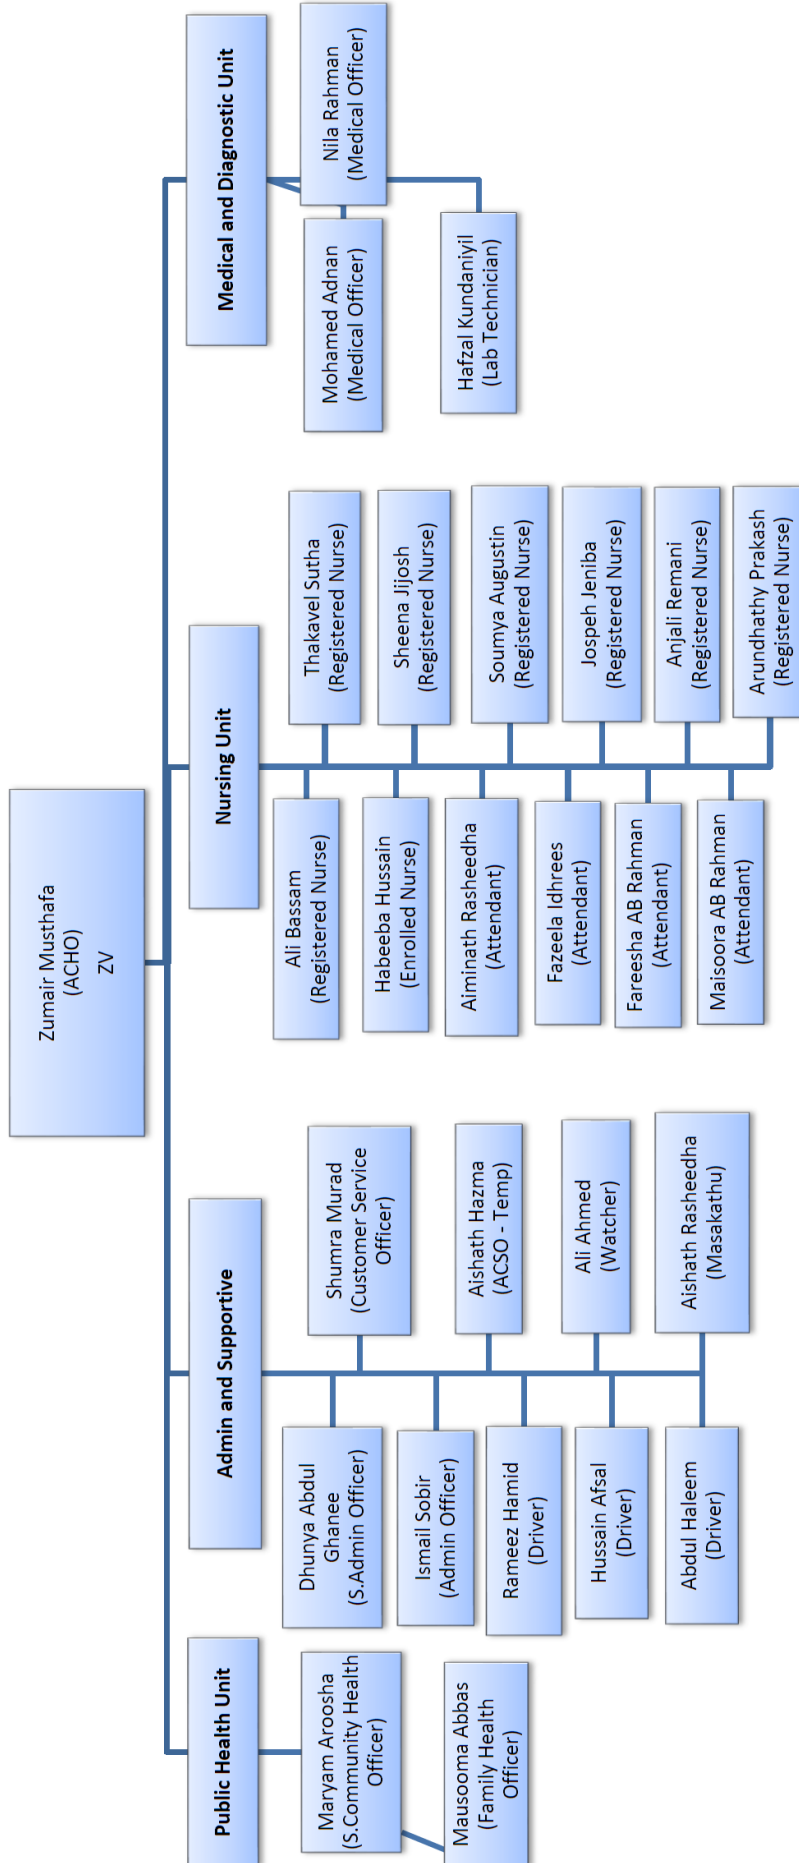 Zumair Musthafa
(ACHO)
ZV
Public Health Unit
Maryam Aroosha
(S.Community Health
Officer)
Mausooma Abbas
(Family Health
Officer)
Admin and Supportive
Dhunya Abdul
Ghanee
(S.Admin Officer)
Shumra Murad
(Customer Service
Officer)
Ismail Sobir
(Admin Officer)
Aishath Hazma
(ACSO - Temp)
Rameez Hamid
(Driver)
Ali Ahmed
(Watcher)
Hussain Afsal
(Driver)
Aishath Rasheedha
(Masakathu)
Abdul Haleem
(Driver)
Nursing Unit
Ali Bassam
(Registered Nurse)
Thakavel Sutha
(Registered Nurse)
Habeeba Hussain
(Enrolled Nurse)
Sheena Jijosh
(Registered Nurse)
Aiminath Rasheedha
(Attendant)
Soumya Augustin
(Registered Nurse)
Fazeela Idhrees
(Attendant)
Jospeh Jeniba
(Registered Nurse)
Fareesha AB Rahman
(Attendant)
Anjali Remani
(Registered Nurse)
Maisoora AB Rahman
(Attendant)
Arundhathy Prakash
(Registered Nurse)
Medical and Diagnostic Unit
Mohamed Adnan
(Medical Officer)
Nila Rahman
(Medical Officer)
Hafzal Kundaniyil
(Lab Technician)